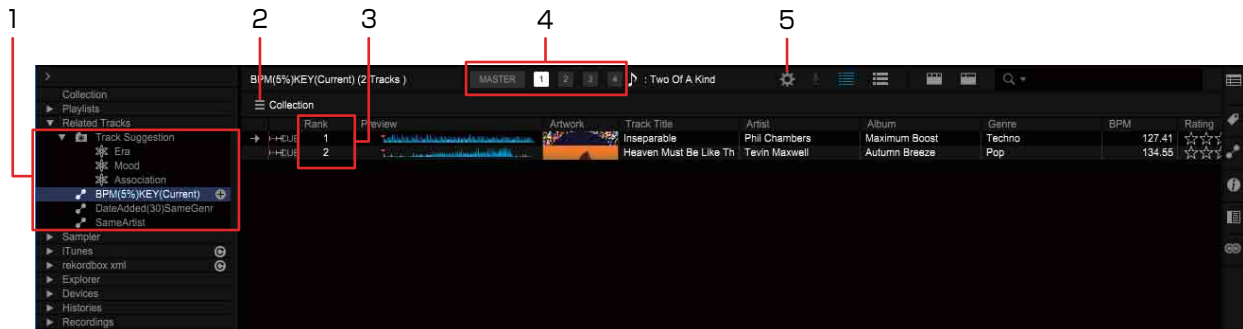 1 2 3 4 5
BPM(5%)KEY(Current) (2 Tracks ) MASTER 1 2 3 4 : Two Of A Kind
Collection
Playlists
Related Tracks
Track Suggestion
Era
Mood
Association
BPM(5%)KEY(Current)
DateAdded(30)SameGenr
SameArtist
Sampler
iTunes
rekordbox xml
Explorer
Devices
Histories
Recordings
Collection
Rank Preview Artwork Track Title Artist Album Genre BPM Rating
CUE 1 Inseparable Phil Chambers Maximum Boost Techno 127.41
CUE 2 Heaven Must Be Like Th Tevin Maxwell Autumn Breeze Pop 134.55